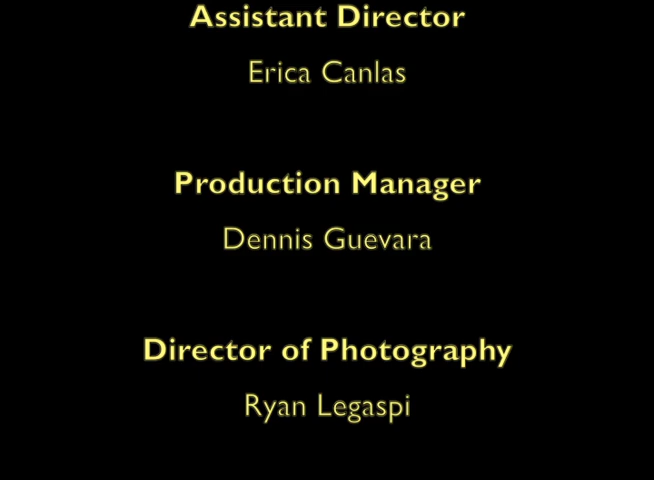 Assistant Director
Erica Canlas
Production Manager
Dennis Guevara
Director of Photography
Ryan Legaspi